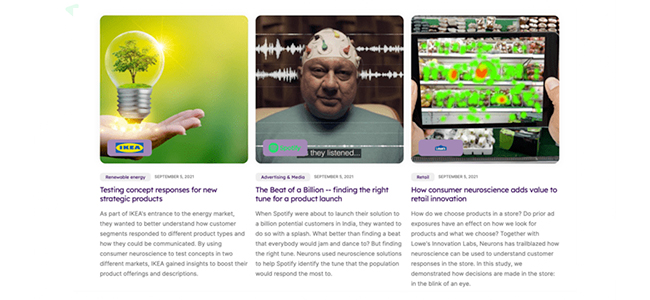 IKEA
they listened...
LOWE'S
Renewable energy SEPTEMBER 5, 2021
Testing concept responses for new
strategic products
As part of IKEA's entrance to the energy market,
they wanted to better understand how customer
segments responded to different product types and
how they could be communicated. By using
consumer neuroscience to test concepts in two
different markets, IKEA gained insights to boost their
product offerings and descriptions.
Advertising & Media SEPTEMBER 5, 2021
The Beat of a Billion -- finding the right
tune for a product launch
When Spotify were about to launch their solution to
a billion potential customers in India, they wanted to
do so with a splash. What better than finding a beat
that everybody would jam and dance to? But finding
the right tune. Neurons used neuroscience solutions
to help Spotify identify the tune that the population
would respond the most to.
Retail SEPTEMBER 5, 2021
How consumer neuroscience adds value to
retail innovation
How do we choose products in a store? Do prior ad
exposures have an effect on how we look for
products and what we choose? Together with
Lowe's Innovation Labs, Neurons has trailblazed how
neuroscience can be used to understand customer
responses in the store. In this study, we
demonstrated how decisions are made in the store:
in the blink of an eye.